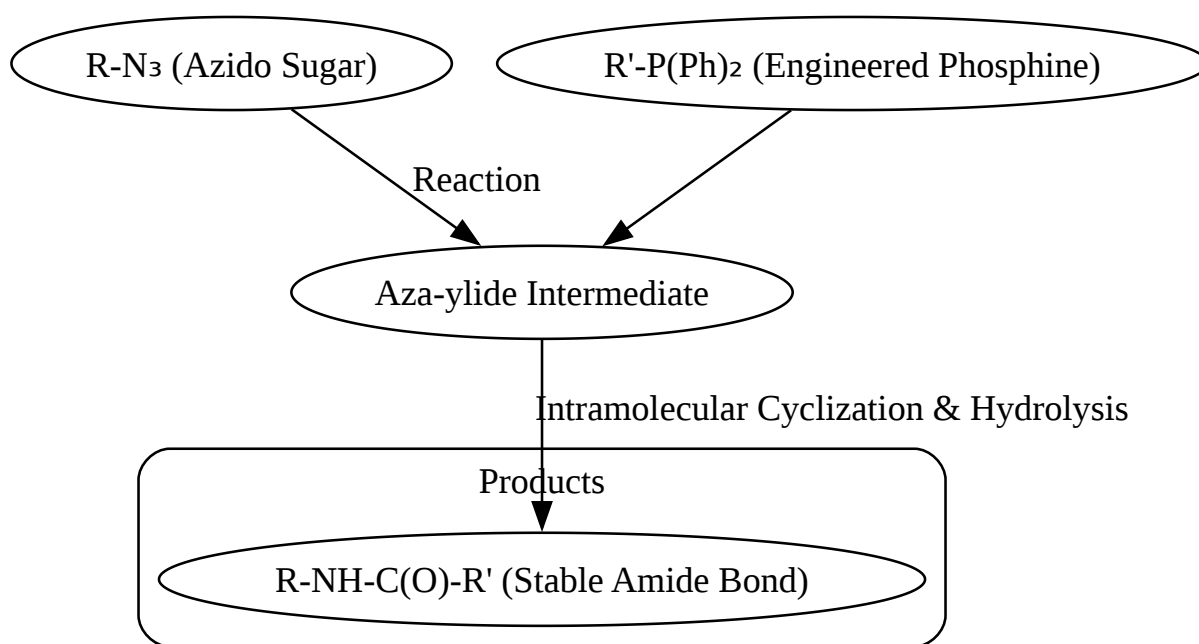 R-N₃ (Azido Sugar)
R'-P(Ph)₂ (Engineered Phosphine)
Reaction
Aza-ylide Intermediate
Intramolecular Cyclization & Hydrolysis
Products
R-NH-C(O)-R' (Stable Amide Bond)